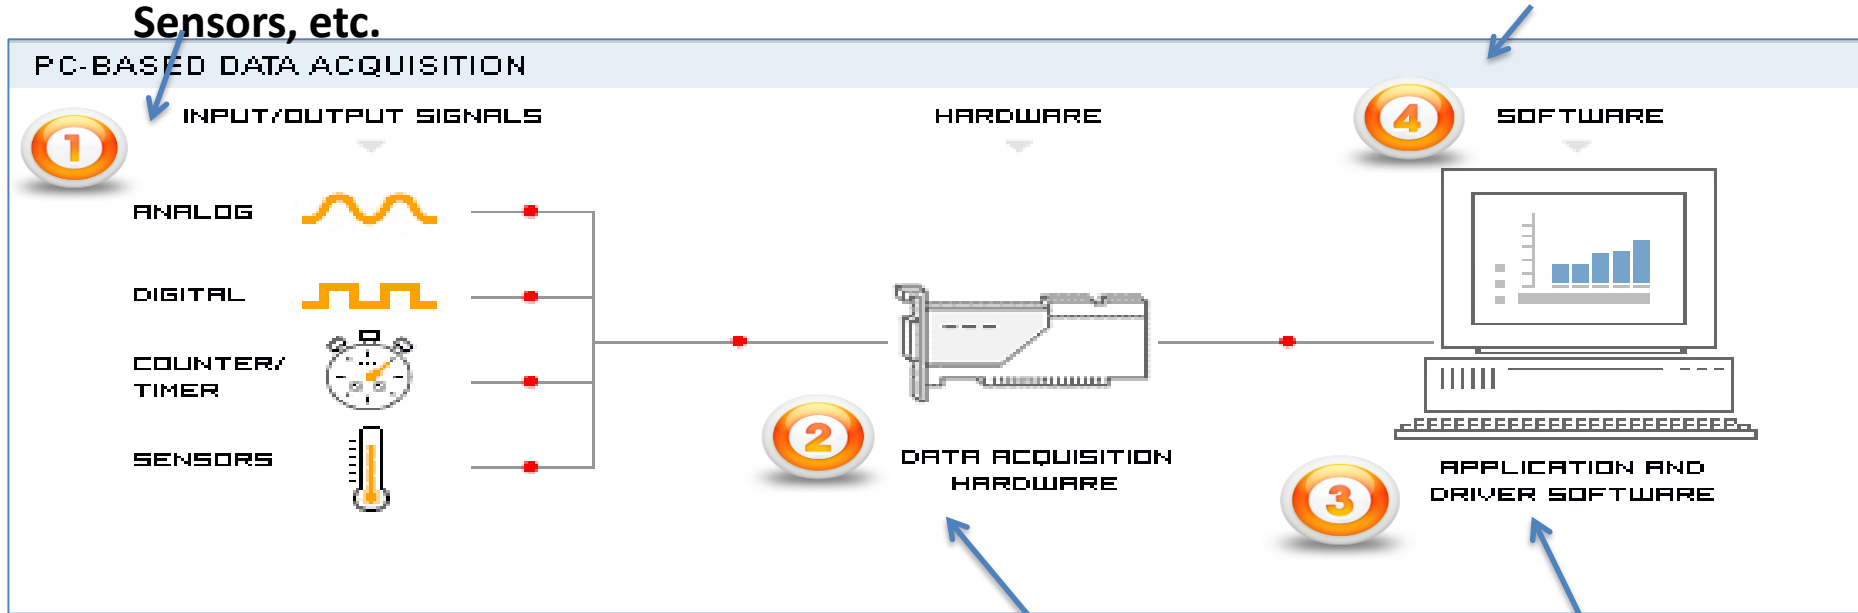 Sensors, etc.
PC-BASED DATA ACQUISITION
1
INPUT/OUTPUT SIGNALS
HARDWARE
4
SOFTWARE
ANALOG
DIGITAL
COUNTER/
TIMER
SENSORS
2
DATA ACQUISITION
HARDWARE
3
APPLICATION AND
DRIVER SOFTWARE